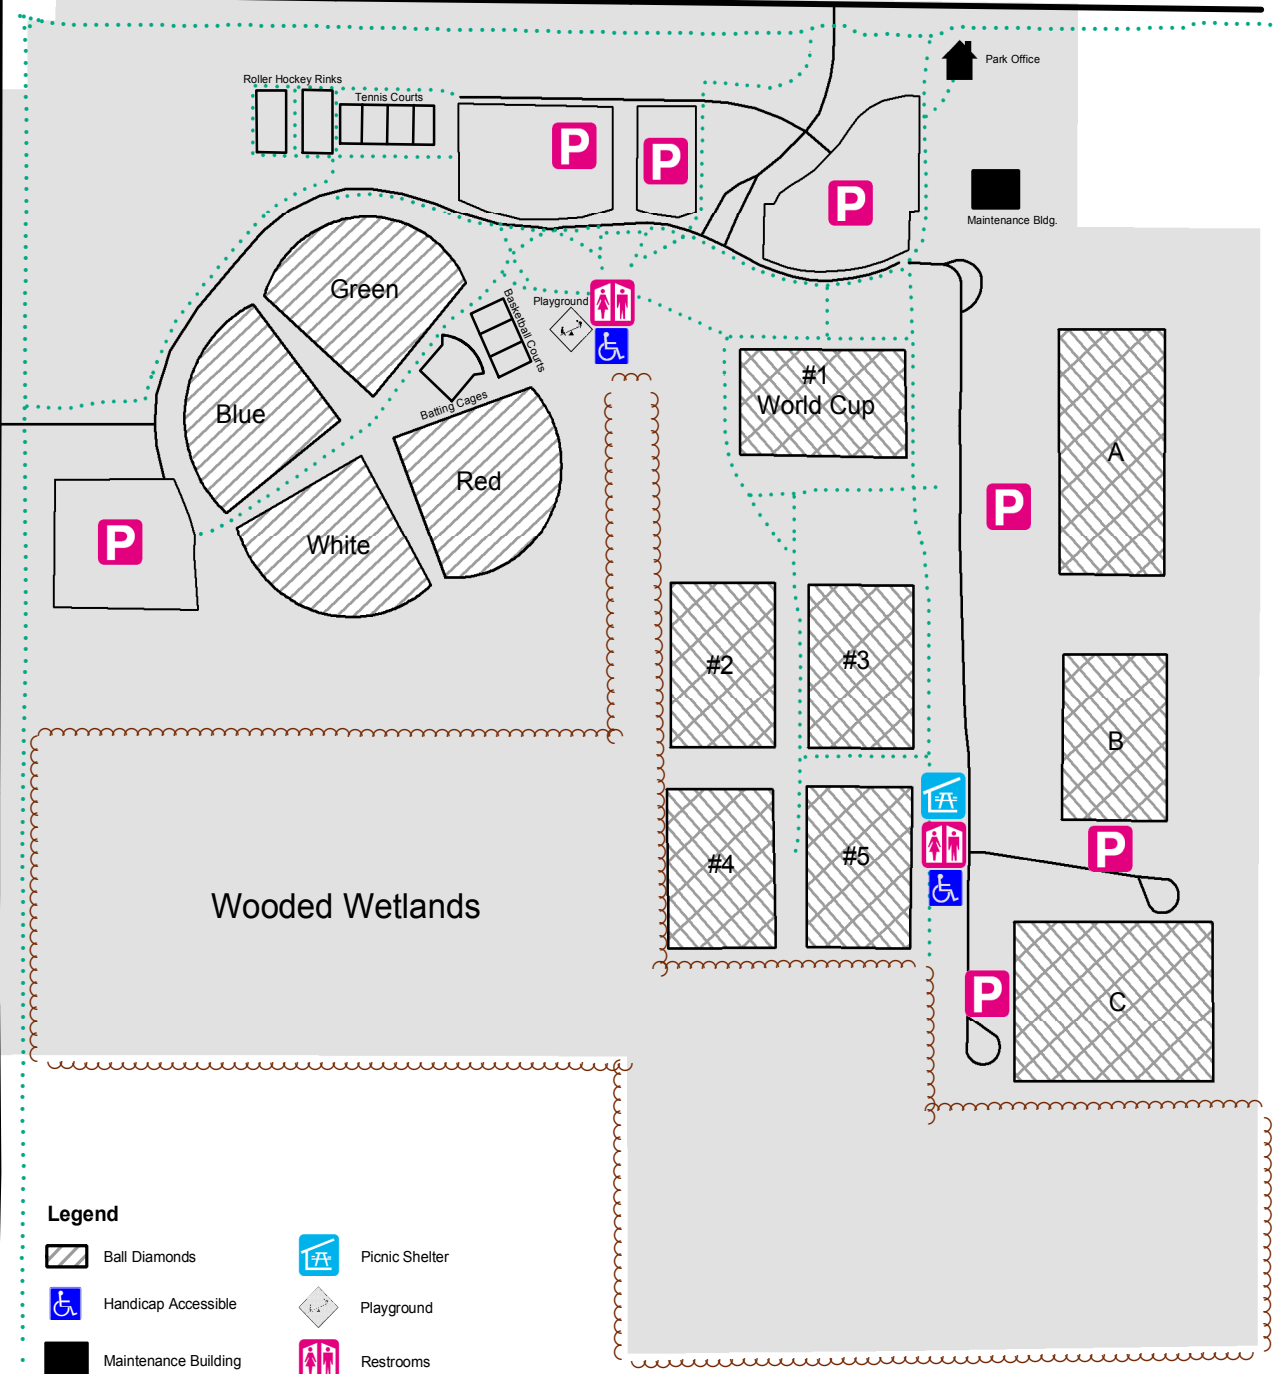 Park Office
Roller Hockey Rinks
Tennis Courts
P
P
P
Maintenance Bldg.
Green
Playground
Basketball Courts
#1
World Cup
Blue
Batting Cages
A
Red
P
P
White
#2
#3
B
P
#4
#5
Wooded Wetlands
P
C
Legend
Ball Diamonds
Picnic Shelter
Handicap Accessible
Playground
Maintenance Building
Restrooms